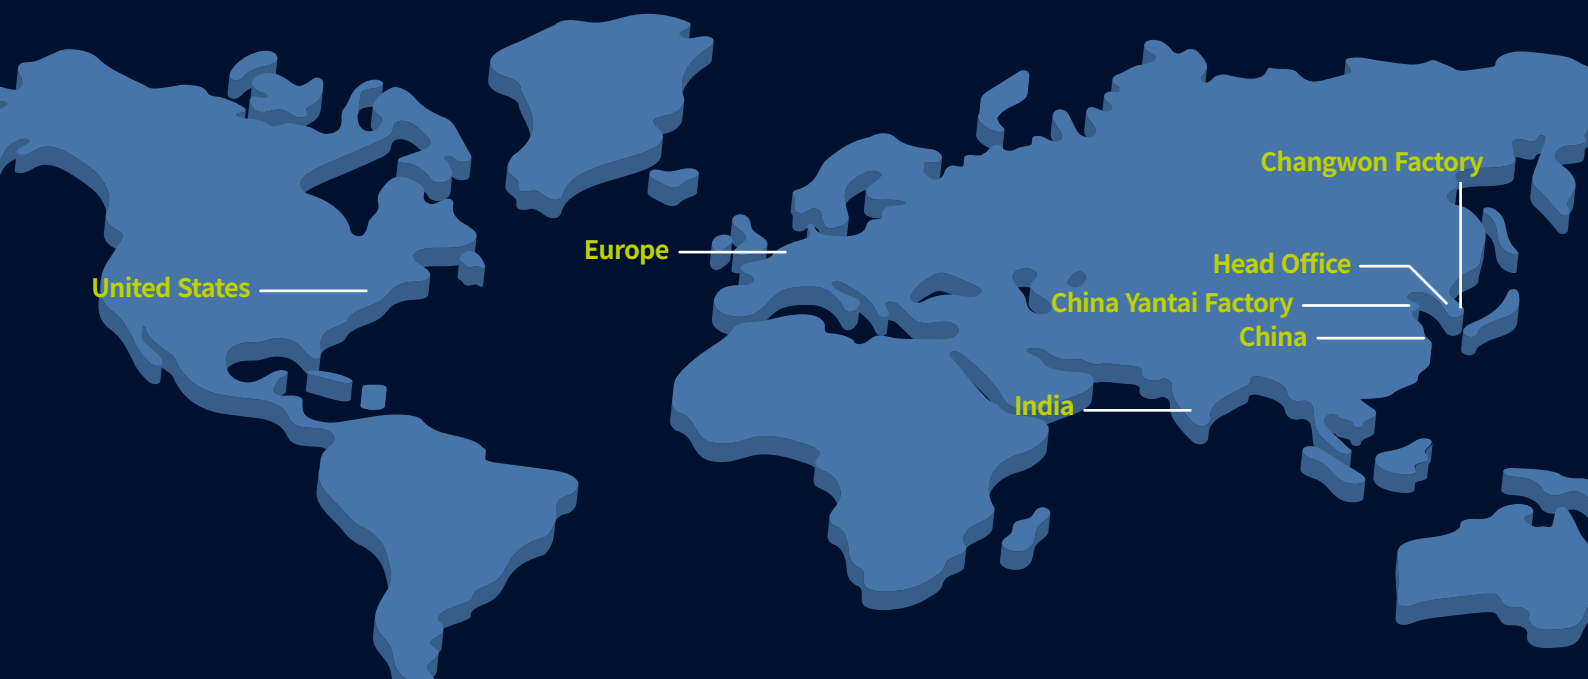 Changwon Factory
Europe
Head Office
United States
China Yantai Factory
China
India